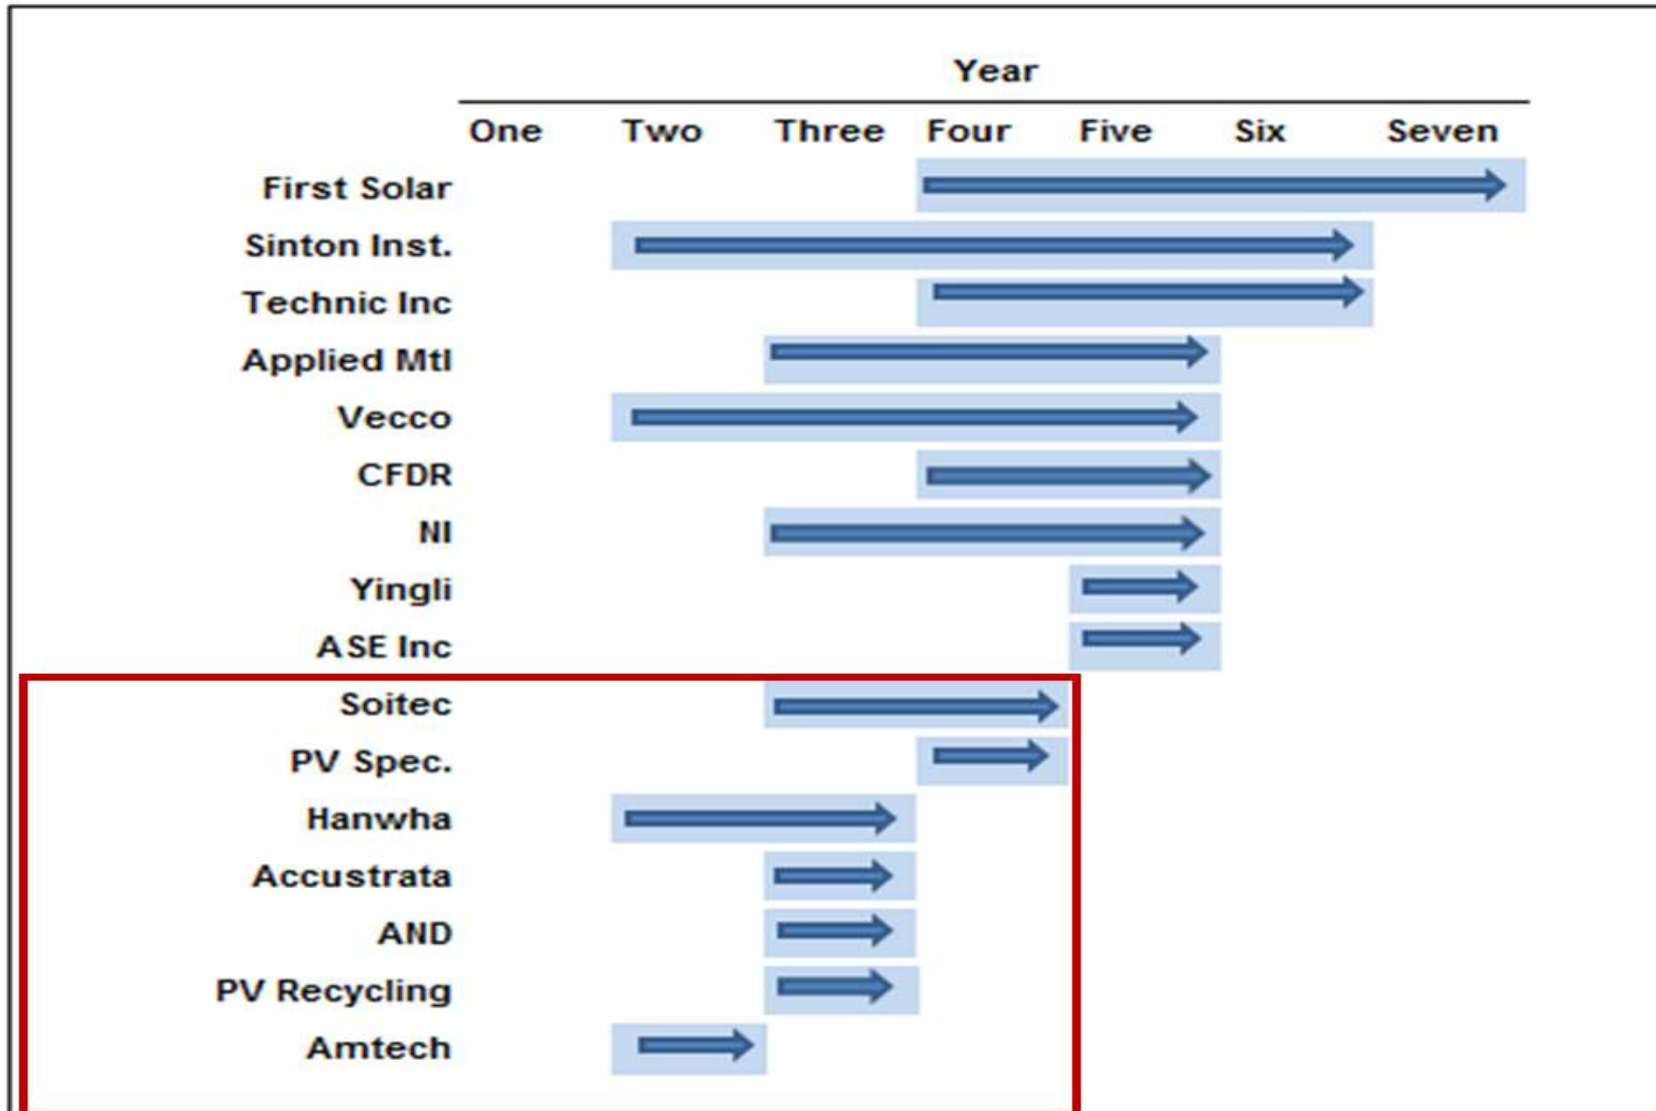 Year
One Two Three Four Five Six Seven
First Solar
Sinton Inst.
Technic Inc
Applied Mtl
Vecco
CFDR
NI
Yingli
ASE Inc
Soitec
PV Spec.
Hanwha
Accustrata
AND
PV Recycling
Amtech